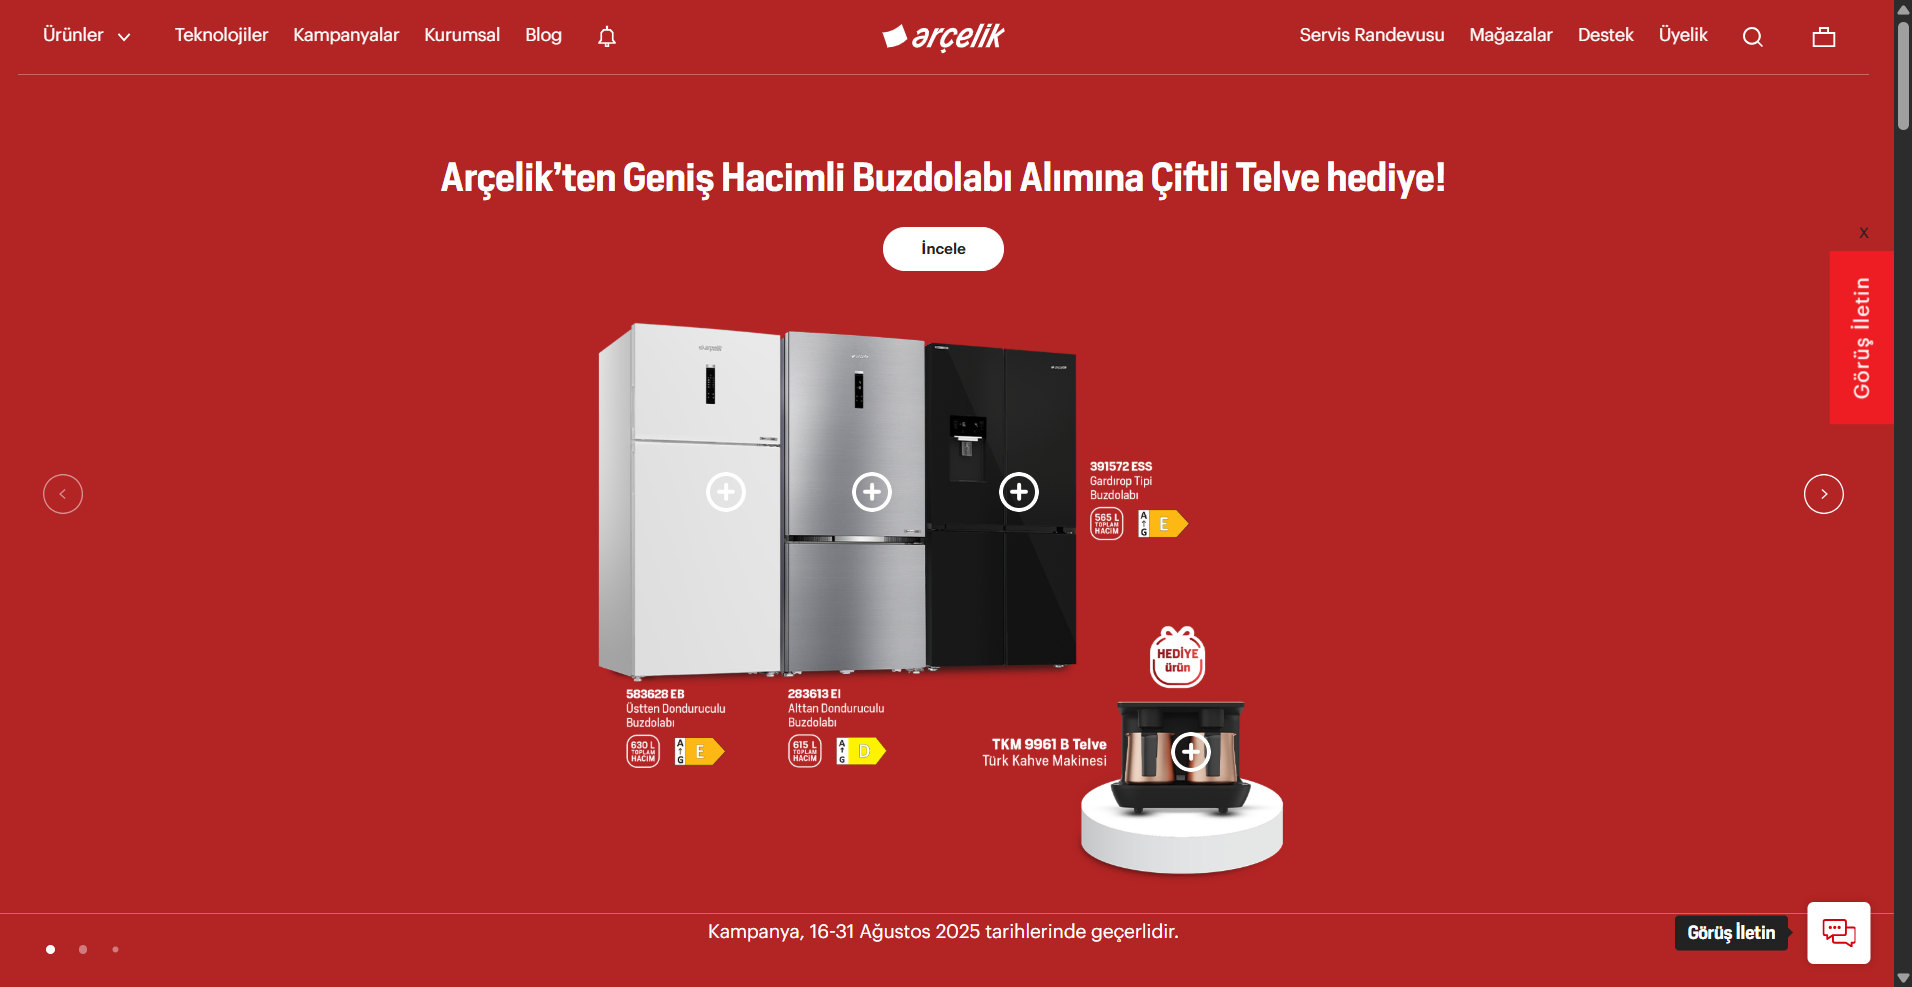 Ürünler
Teknolojiler
Kampanyalar
Kurumsal
Blog
arçelik
Servis Randevusu
Mağazalar
Destek
Üyelik
Arçelik’ten Geniş Hacimli Buzdolabı Alımına Çiftli Telve hediye!
İncele
X
Görüş İletin
391572 ESS
Gardırop Tipi
Buzdolabı
565 L
TOPLAM
HACİM
A
G
E
583628 EB
Üstten Donduruculu
Buzdolabı
630 L
TOPLAM
HACİM
A
G
E
283613 EI
Alttan Donduruculu
Buzdolabı
615 L
TOPLAM
HACİM
A
G
D
HEDİYE
ürün
TKM 9961 B Telve
Türk Kahve Makinesi
Kampanya, 16-31 Ağustos 2025 tarihlerinde geçerlidir.
Görüş İletin